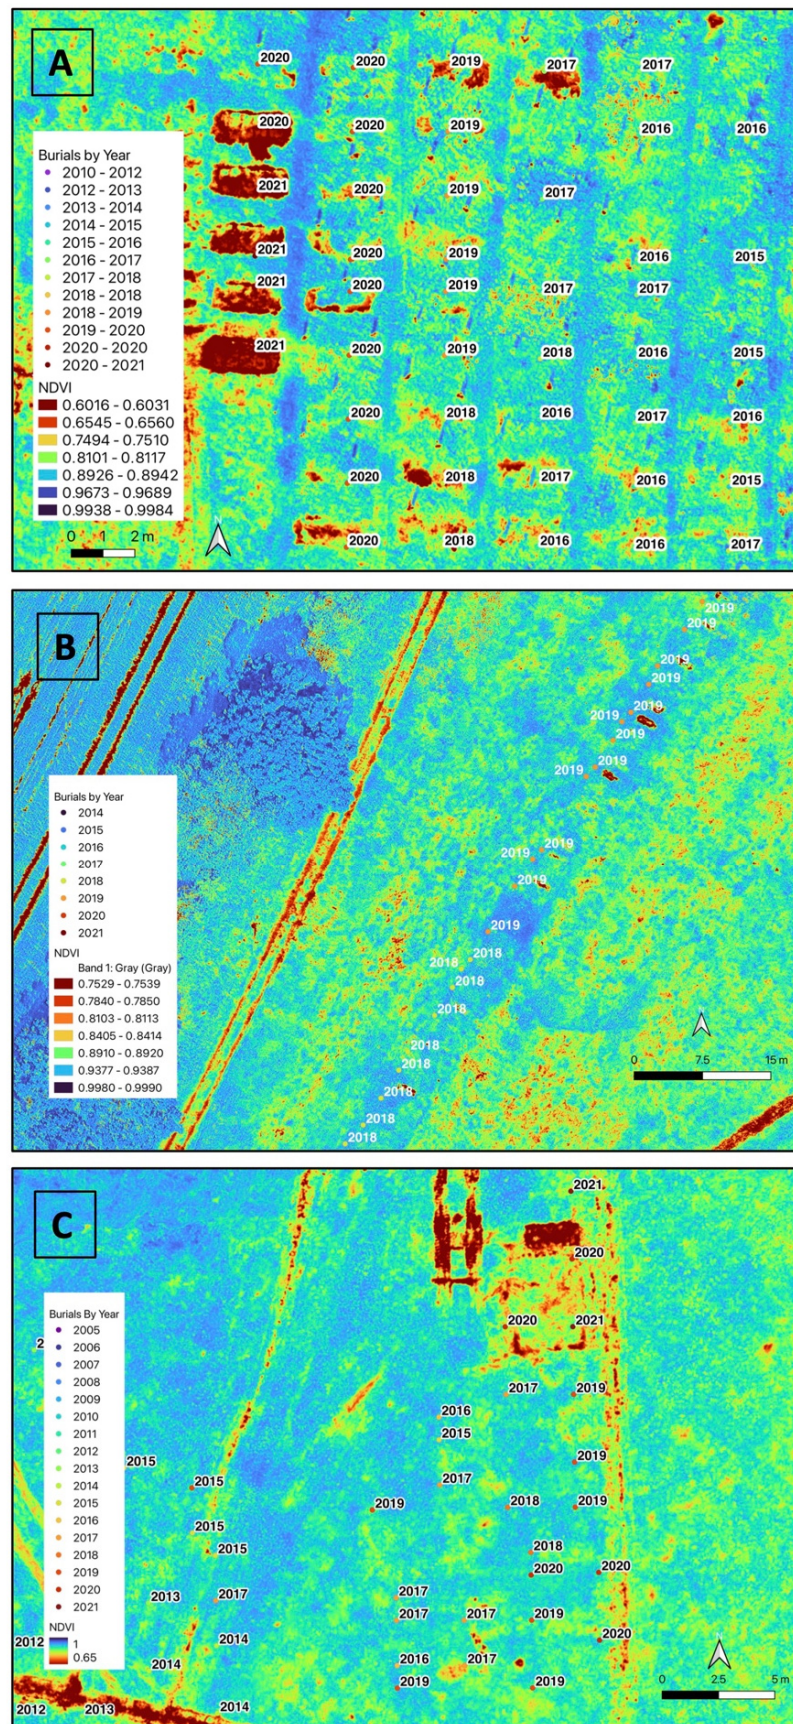 A
2020 2020 2019 2017 2017
2020 2020 2019 2016 2016
2021 2020 2019 2017
2021 2020 2019 2016 2015
2021 2020 2019 2017 2017
2021 2020 2019 2018 2016 2015
2020 2018 2016 2017 2016
2020 2018 2017 2016 2015
2020 2018 2016 2016 2017
Burials by Year
2010 - 2012
2012 - 2013
2013 - 2014
2014 - 2015
2015 - 2016
2016 - 2017
2017 - 2018
2018 - 2018
2018 - 2019
2019 - 2020
2020 - 2020
2020 - 2021
NDVI
0.6016 - 0.6031
0.6545 - 0.6560
0.7494 - 0.7510
0.8101 - 0.8117
0.8926 - 0.8942
0.9673 - 0.9689
0.9938 - 0.9984
0 1 2 m
N
B
2019
2019
2019
2019
2019
2019
2019
2019
2019
2019
2019
2019
2019
2018
2018
2018
2018
2018
2018
2018
2018
2018
Burials by Year
2014
2015
2016
2017
2018
2019
2020
2021
NDVI
Band 1: Gray (Gray)
0.7529 - 0.7539
0.7840 - 0.7850
0.8103 - 0.8113
0.8405 - 0.8414
0.8910 - 0.8920
0.9377 - 0.9387
0.9980 - 0.9990
0 7.5 15 m
C
2021
2020
2020 2021
2017 2019
2016
2015
2015 2019
2015 2017
2019 2018 2019
2015
2015 2018
2020 2020
2013 2017 2017
2017 2017 2019
2012 2014 2020
2014 2016 2017
2019 2019
2012 2013 2014
Burials By Year
2005
2006
2007
2008
2009
2010
2011
2012
2013
2014
2015
2016
2017
2018
2019
2020
2021
NDVI
1
0.65
N
0 2.5 5 m